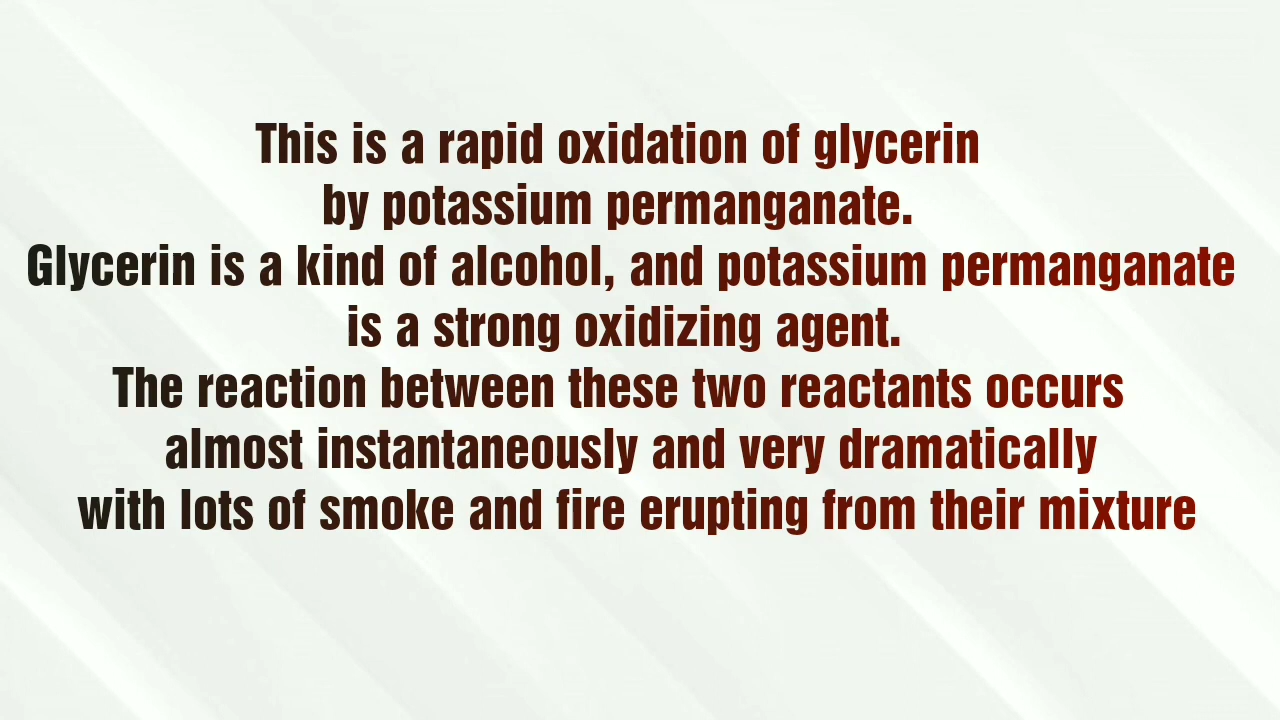 This is a rapid oxidation of glycerin
by potassium permanganate.
Glycerin is a kind of alcohol, and potassium permanganate
is a strong oxidizing agent.
The reaction between these two reactants occurs
almost instantaneously and very dramatically
with lots of smoke and fire erupting from their mixture